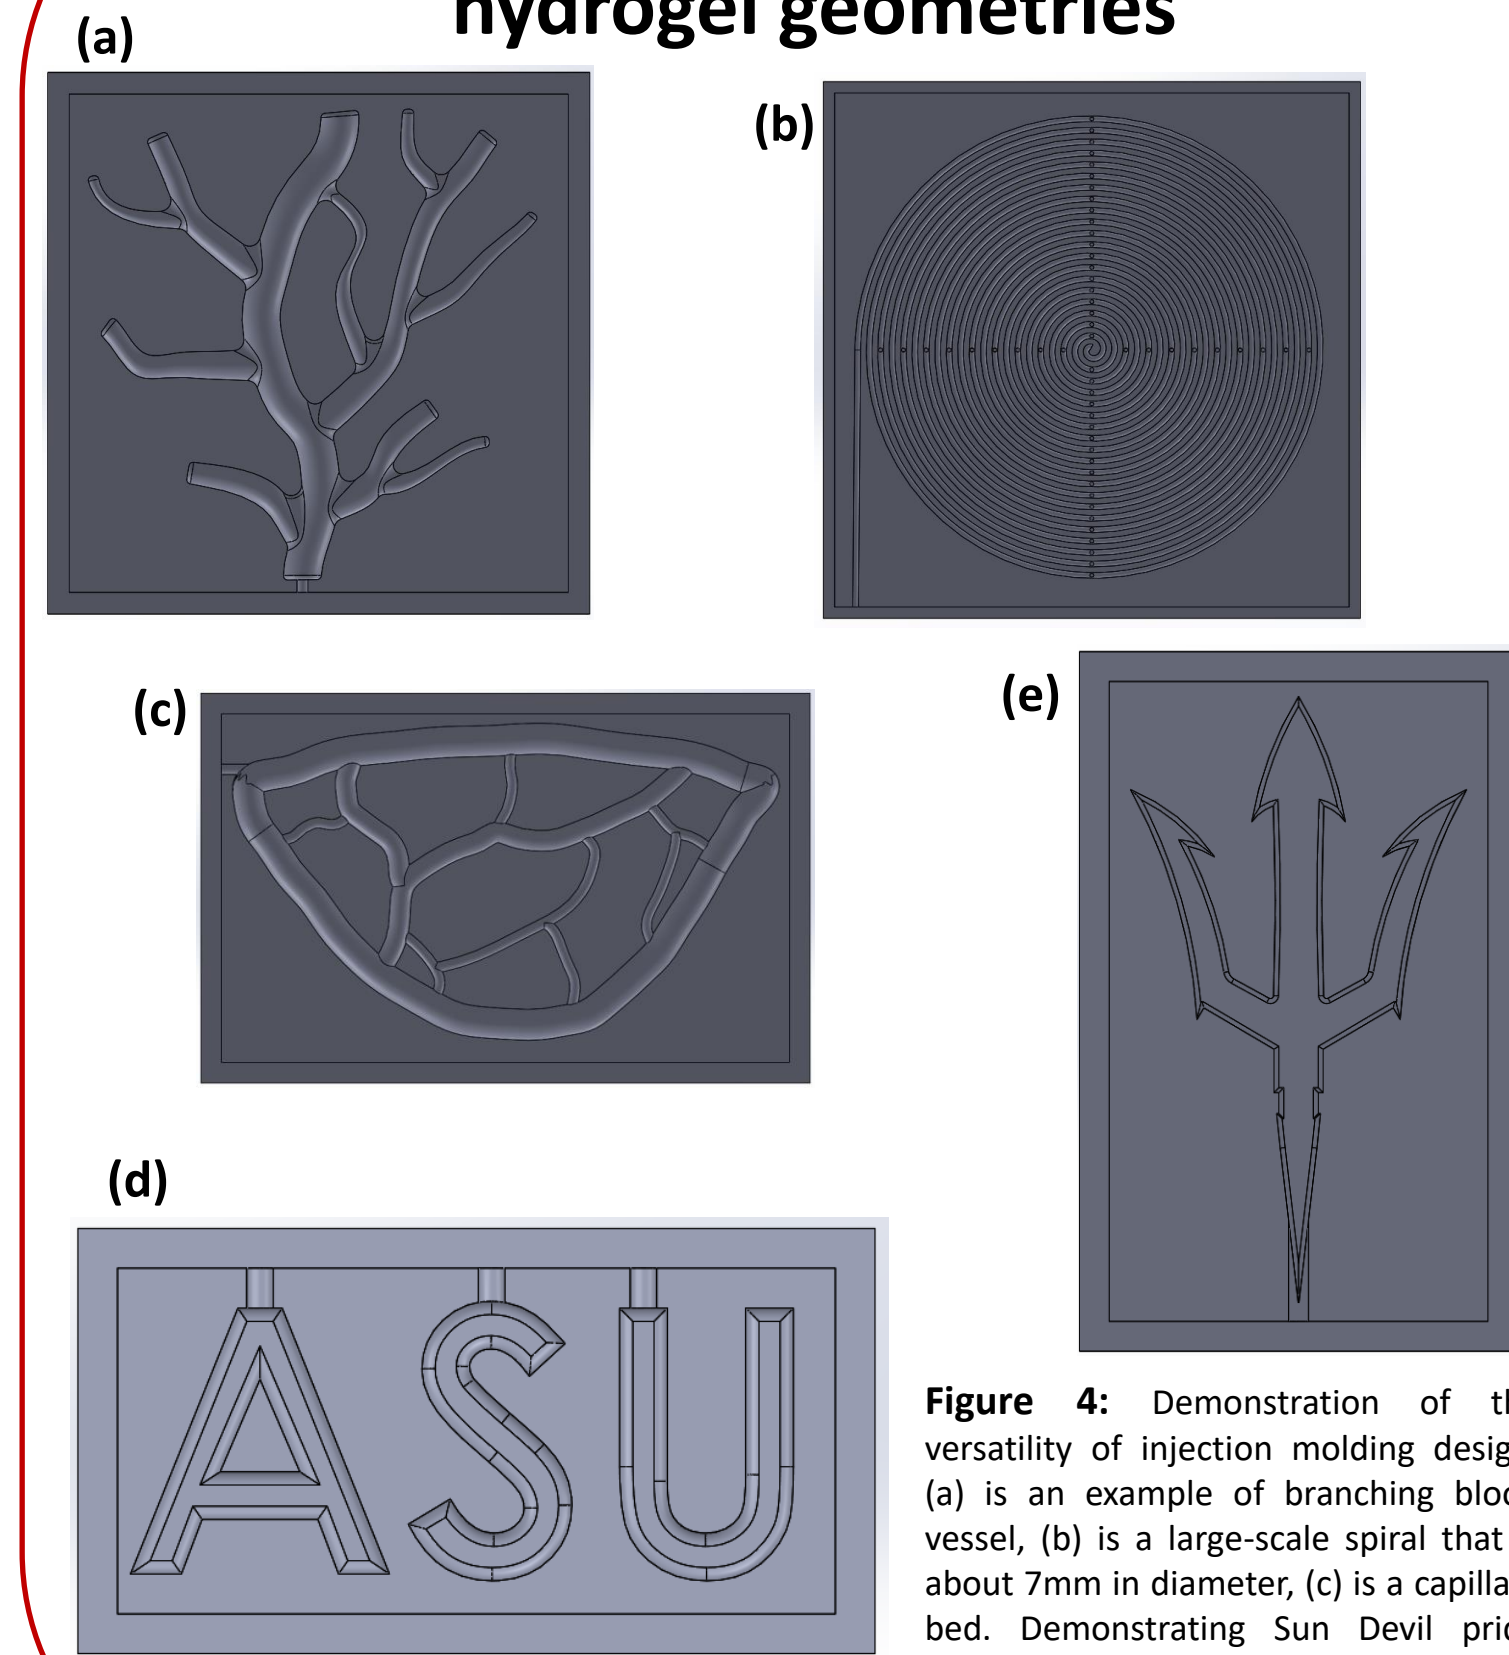 hydrogel geometries
(a)
(b)
(c)
(e)
(d)
ASU
Figure 4: Demonstration of
versatility of injection molding
(a) is an example of branching
vessel, (b) is a large-scale spiral that
about 7mm in diameter, (c) is a
bed. Demonstrating Sun Devil